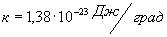 к = 1,38·10⁻²³ Дж/град